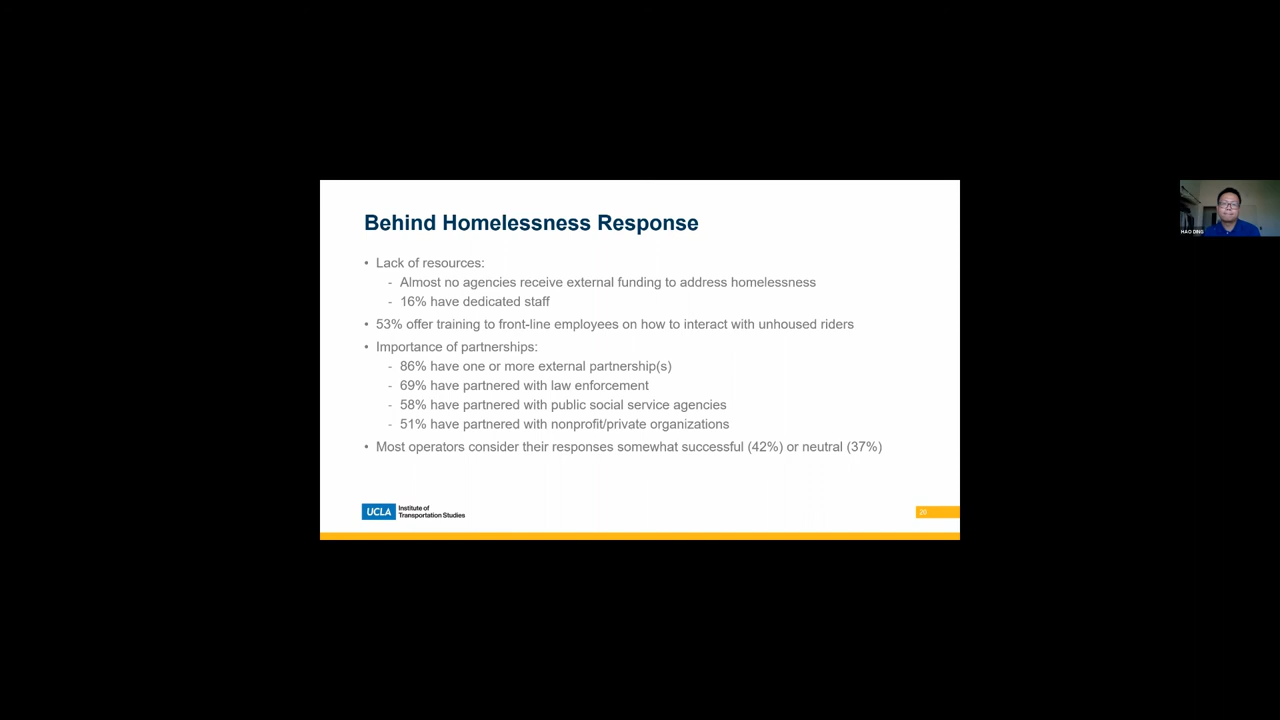 Behind Homelessness Response
• Lack of resources:
- Almost no agencies receive external funding to address homelessness
- 16% have dedicated staff
• 53% offer training to front-line employees on how to interact with unhoused riders
• Importance of partnerships:
- 86% have one or more external partnership(s)
- 69% have partnered with law enforcement
- 58% have partnered with public social service agencies
- 51% have partnered with nonprofit/private organizations
• Most operators consider their responses somewhat successful (42%) or neutral (37%)
UCLA Institute of
Transportation Studies
20
HAO DING